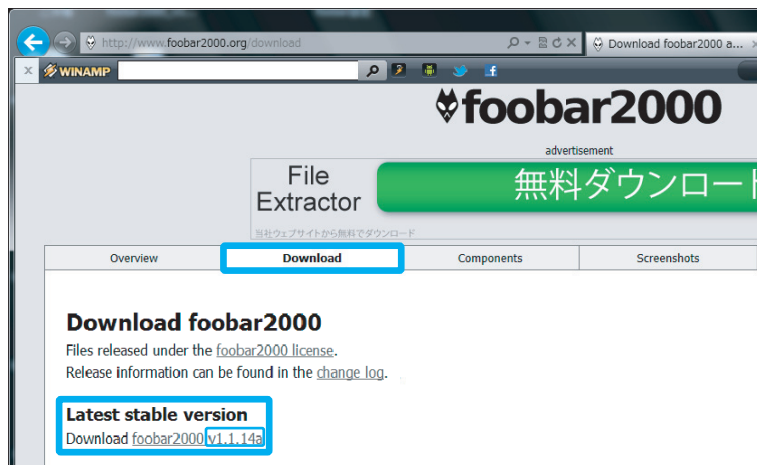 http://www.foobar2000.org/download
Download foobar2000 a...
WINAMP
foobar2000
advertisement
File
Extractor
無料ダウンロード
当社ウェブサイトから無料でダウンロード
Overview
Download
Components
Screenshots
Download foobar2000
Files released under the foobar2000 license.
Release information can be found in the change log.
Latest stable version
Download foobar2000 v1.1.14a